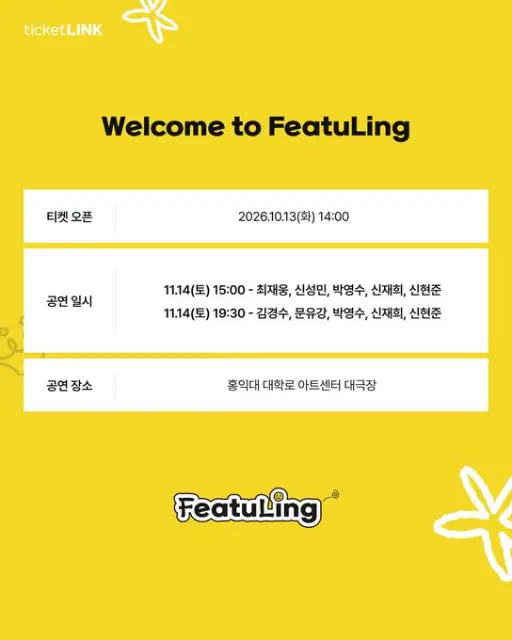 ticketLINK
Welcome to FeatuLing
티켓 오픈
2026.10.13(화) 14:00
공연 일시
11.14(토) 15:00 - 최재웅, 신성민, 박영수, 신재희, 신현준
11.14(토) 19:30 - 김경수, 문유강, 박영수, 신재희, 신현준
공연 장소
홍익대 대학로 아트센터 대극장
FeatuLing